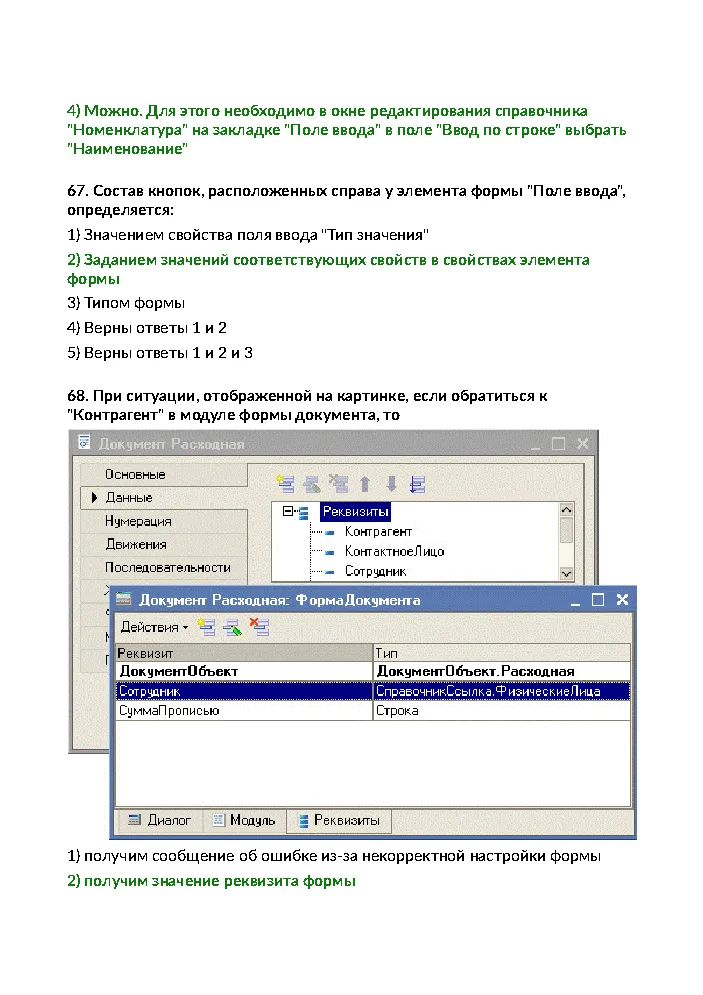 4) Можно. Для этого необходимо в окне редактирования справочника
"Номенклатура" на закладке "Поле ввода" в поле "Ввод по строке" выбрать
"Наименование"
67. Состав кнопок, расположенных справа у элемента формы "Поле ввода",
определяется:
1) Значением свойства поля ввода "Тип значения"
2) Заданием значений соответствующих свойств в свойствах элемента
формы
3) Типом формы
4) Верны ответы 1 и 2
5) Верны ответы 1 и 2 и 3
68. При ситуации, отображенной на картинке, если обратиться к
"Контрагент" в модуле формы документа, то
Документ Расходная
Основные
Данные
Нумерация
Движения
Последовательности
Реквизиты
Контрагент
КонтактноеЛицо
Сотрудник
Документ Расходная: ФормаДокумента
Действия
Реквизит Тип
ДокументОбъект ДокументОбъект.Расходная
Сотрудник СправочникСсылка.ФизическиеЛица
СуммаПрописью Строка
Диалог Модуль Реквизиты
1) получим сообщение об ошибке из-за некорректной настройки формы
2) получим значение реквизита формы